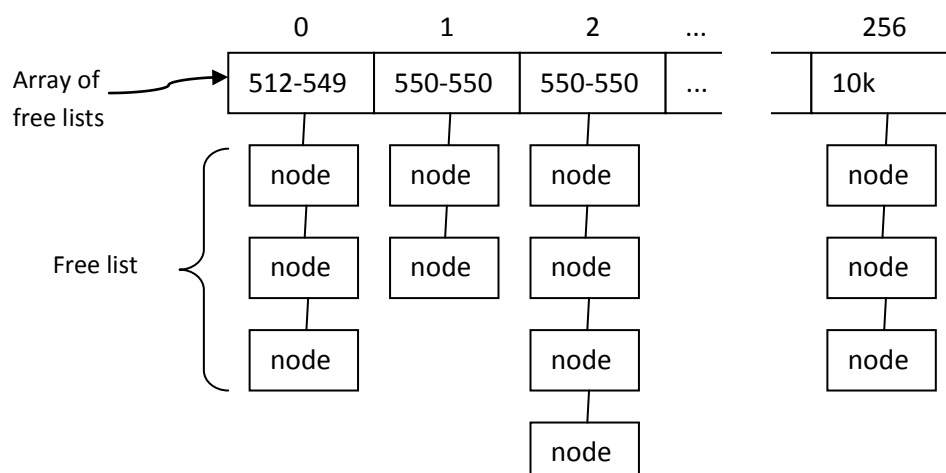 0 1 2 ... 256
Array of
free lists
512-549 550-550 550-550 ... 10k
node node node node
Free list
node node node node
node node node
node